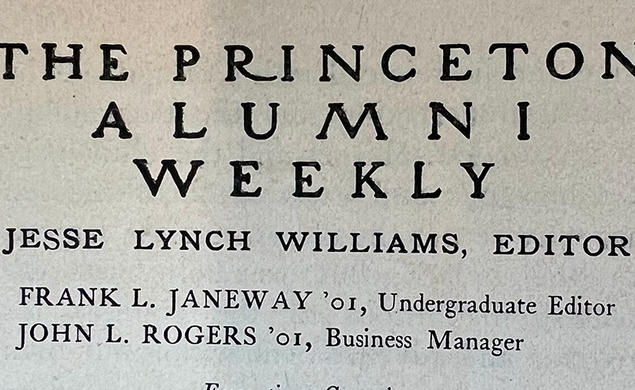 THE PRINCETON
ALUMNI
WEEKLY
JESSE LYNCH WILLIAMS, EDITOR
FRANK L. JANEWAY '01, Undergraduate Editor
JOHN L. ROGERS '01, Business Manager